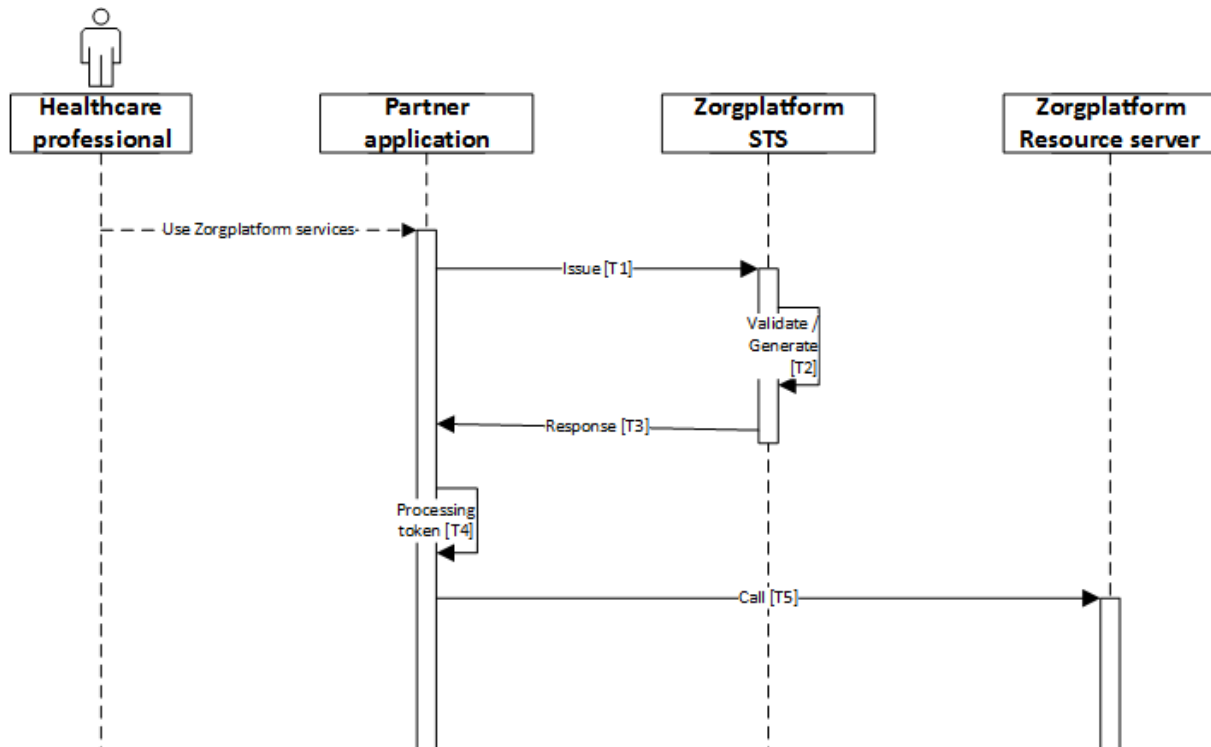 Healthcare
professional
Partner
application
Zorgplatform
STS
Zorgplatform
Resource server
Use Zorgplatform services-
Issue [T1]
Validate /
Generate
[T2]
Response [T3]
Processing
token [T4]
Call [T5]